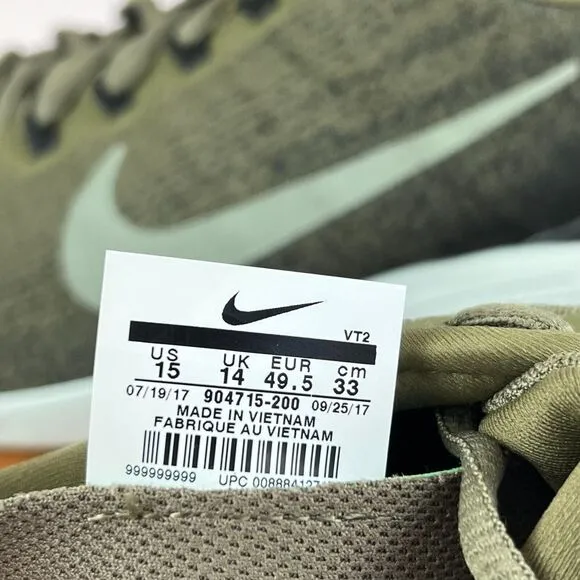 VT2
US UK EUR cm
15 14 49.5 33
07/19/17 904715-200 09/25/17
MADE IN VIETNAM
FABRIQUE AU VIETNAM
999999999 UPC